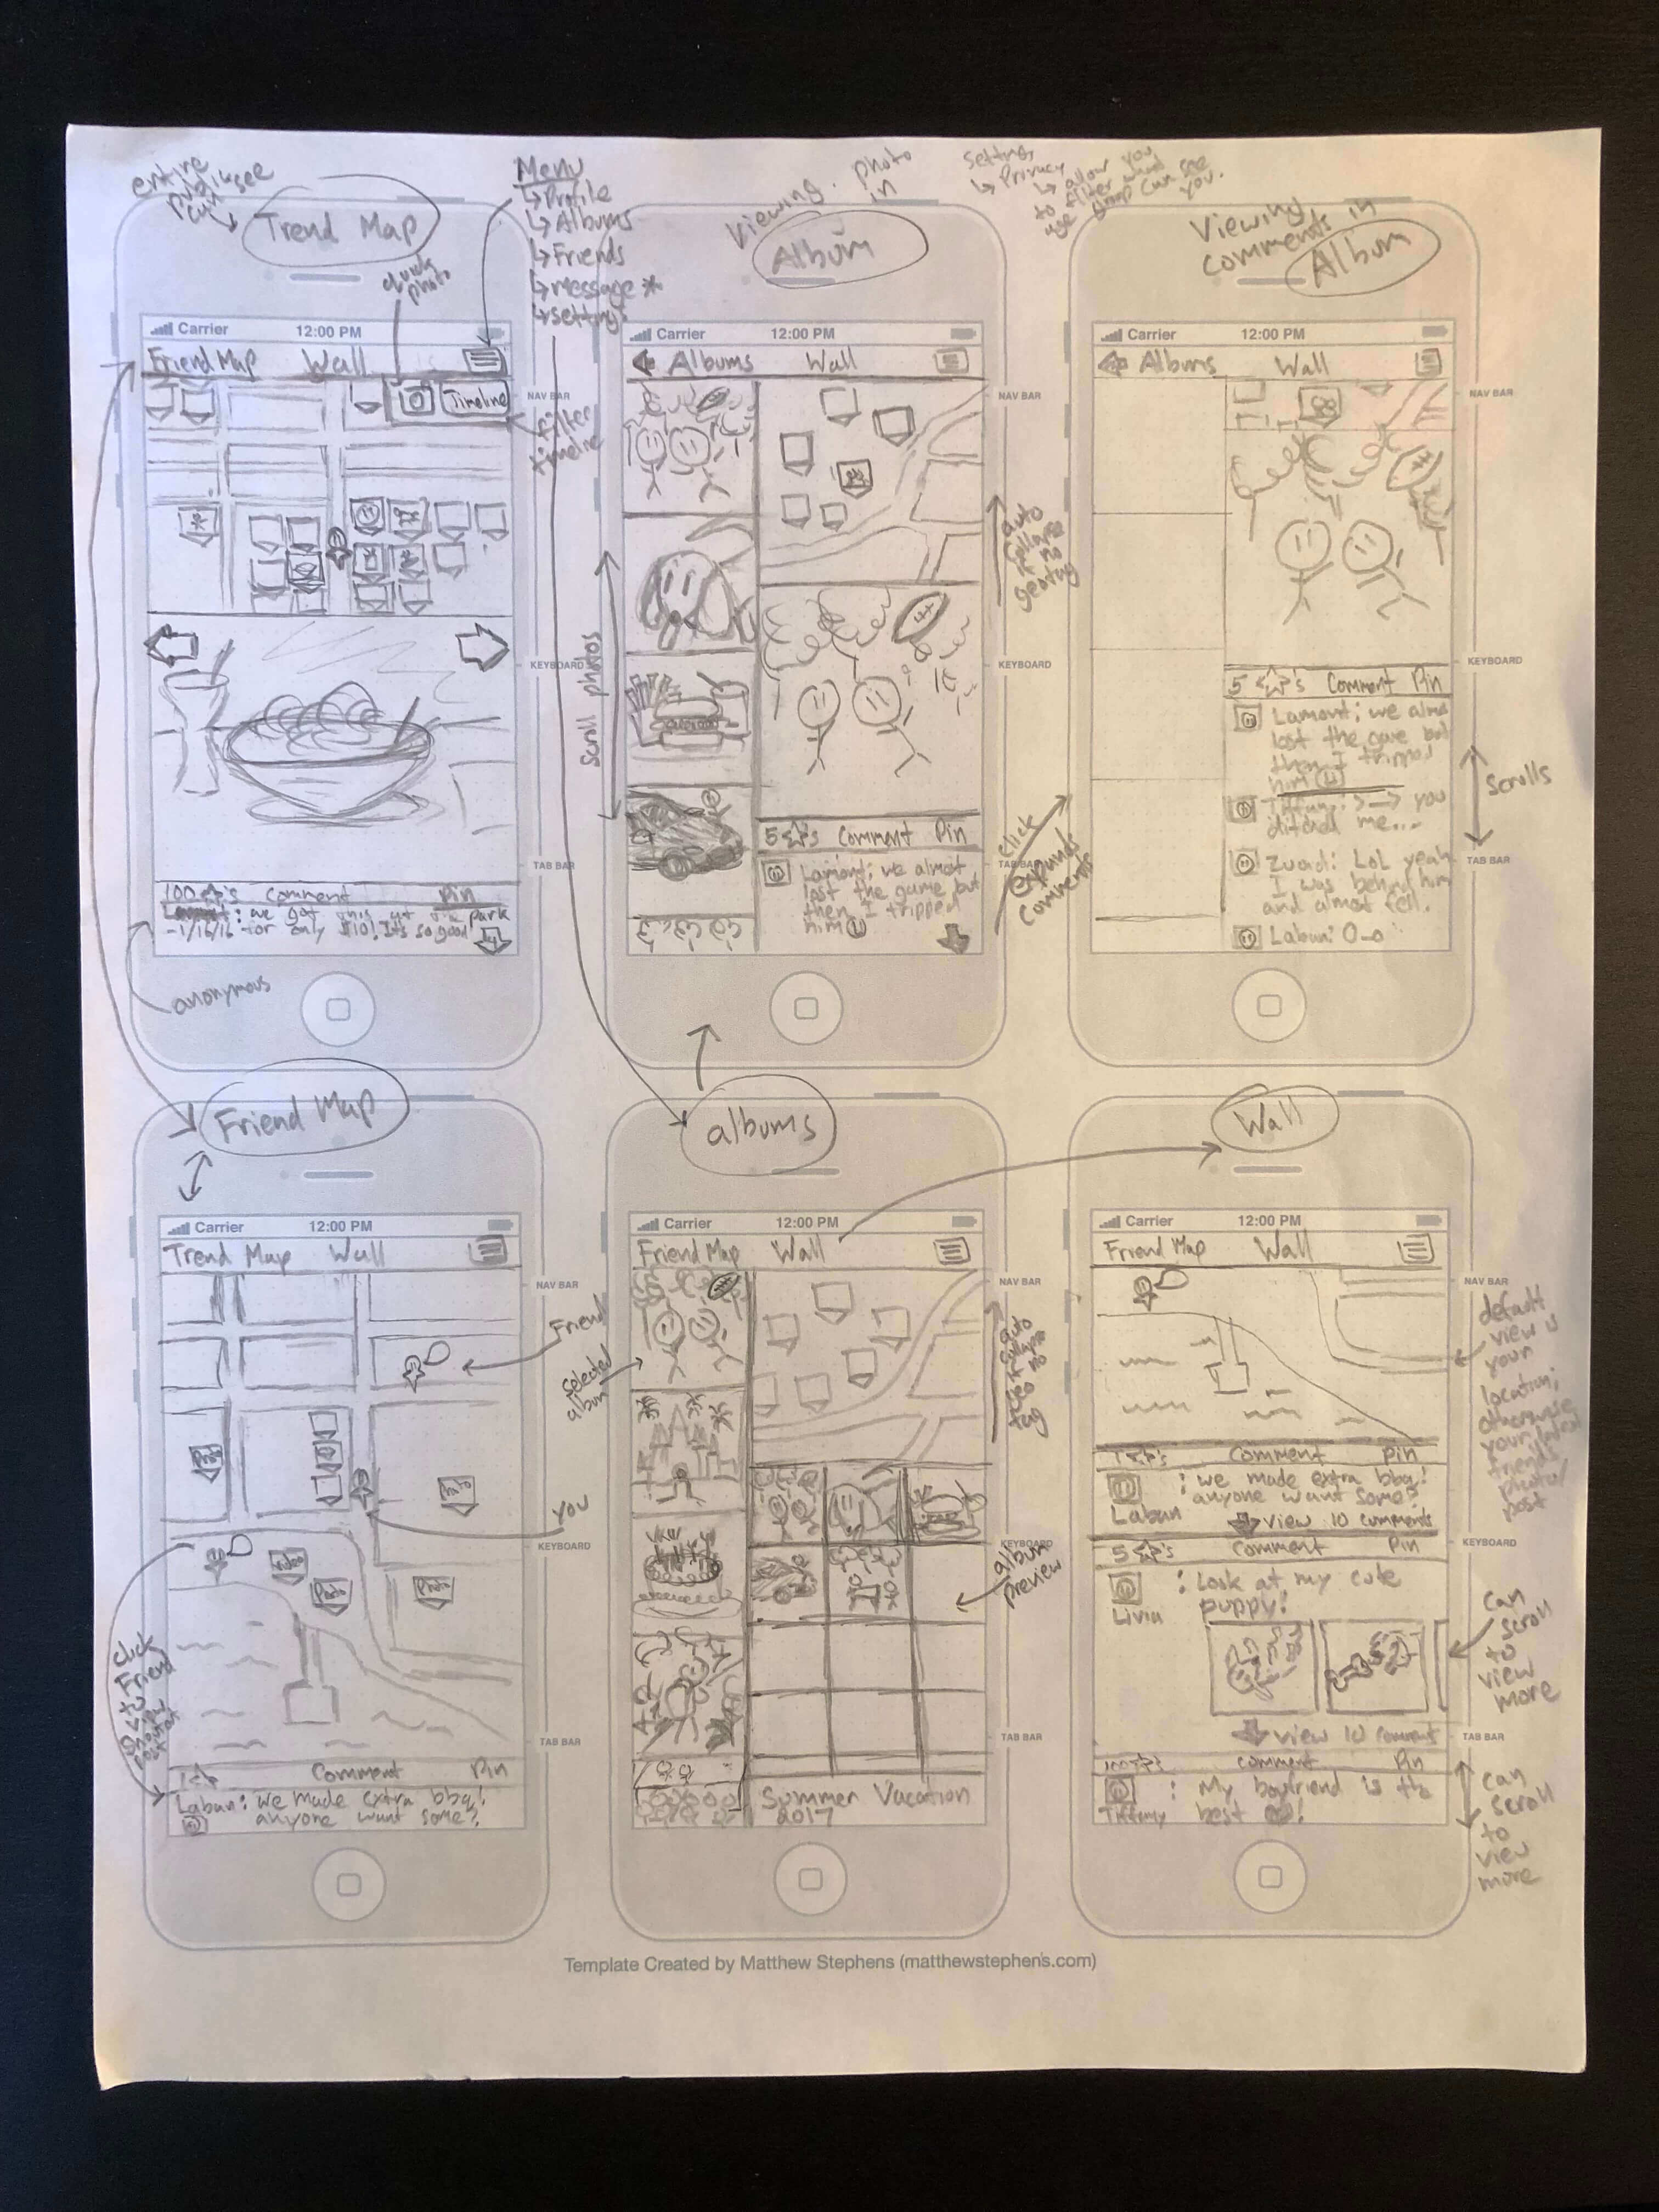 entire
public
can see
Trend Map
quick
photo
Menu
↳ Profile
↳ Albums
↳ Friends
↳ message *
↳ settings
Carrier 12:00 PM
Friend Map Wall
Timeline
NAV BAR
filter
timeline
KEYBOARD
TAB BAR
100 ☆'s comment Pin
Lamont: we got this at the park
-1/16/16 for only $10! It's so good
anonymous
Viewing photo
in
Album
Carrier 12:00 PM
Albums Wall
NAV BAR
auto
collapse
if no
geotag
scroll photos
KEYBOARD
5 ☆'s Comment Pin
Lamont: we almost
lost the game but
then I tripped
him
TAB BAR
click
expands
comments
Settings
↳ Privacy
↳ allow you
to filter who
can see
you.
Viewing
comments in
Album
Carrier 12:00 PM
Albums Wall
NAV BAR
KEYBOARD
5 ☆'s Comment Pin
Lamont: we almo
lost the game but
then I tripped
him
Tiffany: >_> you
ditched me...
Zuadi: LoL yeah
I was behind him
and almost fell.
Laban: O_o
scrolls
TAB BAR
Friend Map
Carrier 12:00 PM
Trend Map Wall
NAV BAR
Friend
you
KEYBOARD
click
Friend
to
view
TAB BAR
1 ☆ Comment Pin
Laban: we made extra bbq!
anyone want some?
albums
Carrier 12:00 PM
Friend Map Wall
NAV BAR
selected
album
auto
collapse
if no
geo
tag
KEYBOARD
album
preview
TAB BAR
Summer Vacation
2017
Wall
Carrier 12:00 PM
Friend Map Wall
NAV BAR
default
view is
your
location;
otherwise
your
friends
photo/
post
1 ☆'s Comment Pin
: we made extra bbq!
anyone want some?
Laban
view 10 comments
KEYBOARD
5 ☆'s Comment Pin
: Look at my cute
puppy!
Livia
can
scroll
to
view
more
view 10 comments
TAB BAR
comment Pin
: My boyfriend is the
Tiffany best !
can
scroll
to
view
more
Template Created by Matthew Stephens (matthewstephens.com)